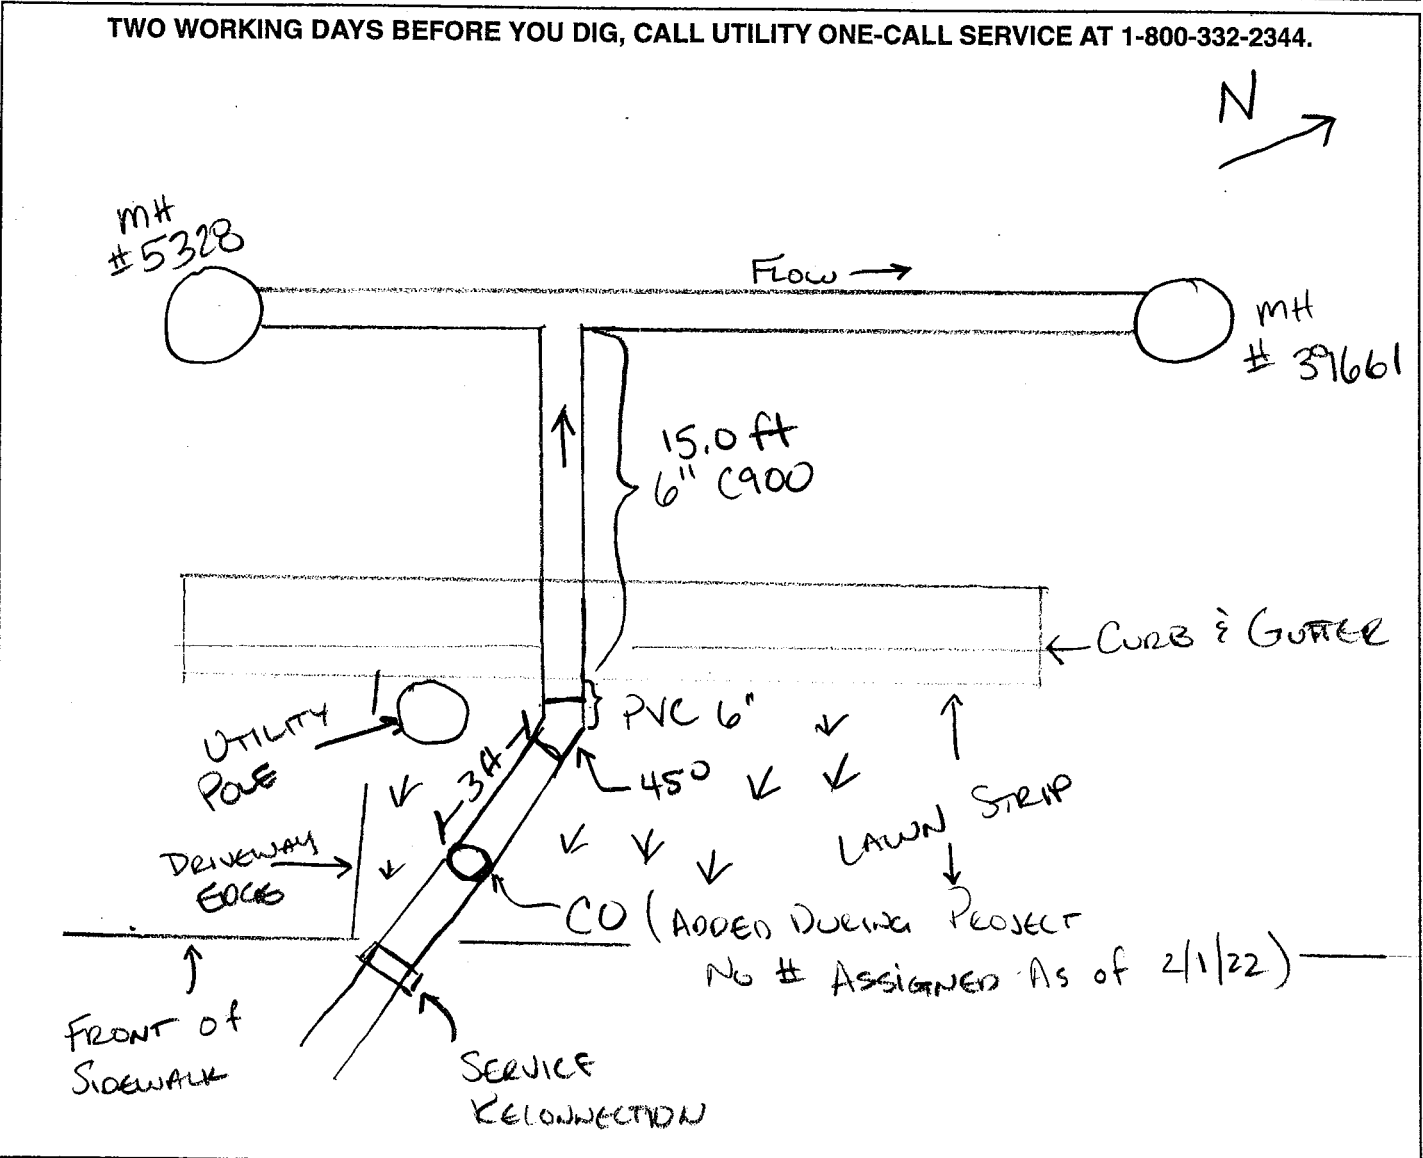 TWO WORKING DAYS BEFORE YOU DIG, CALL UTILITY ONE-CALL SERVICE AT 1-800-332-2344.
N
MH
#5328
FLOW
MH
# 39661
15.0 ft
6" C900
CURB & GUTTER
UTILITY
POLE
PVC 6"
3ft
45°
LAWN STRIP
DRIVEWAY
EDGE
CO (ADDED DURING PROJECT
NO # ASSIGNED AS of 2/1/22)
FRONT of
SIDEWALK
SERVICE
RECONNECTION